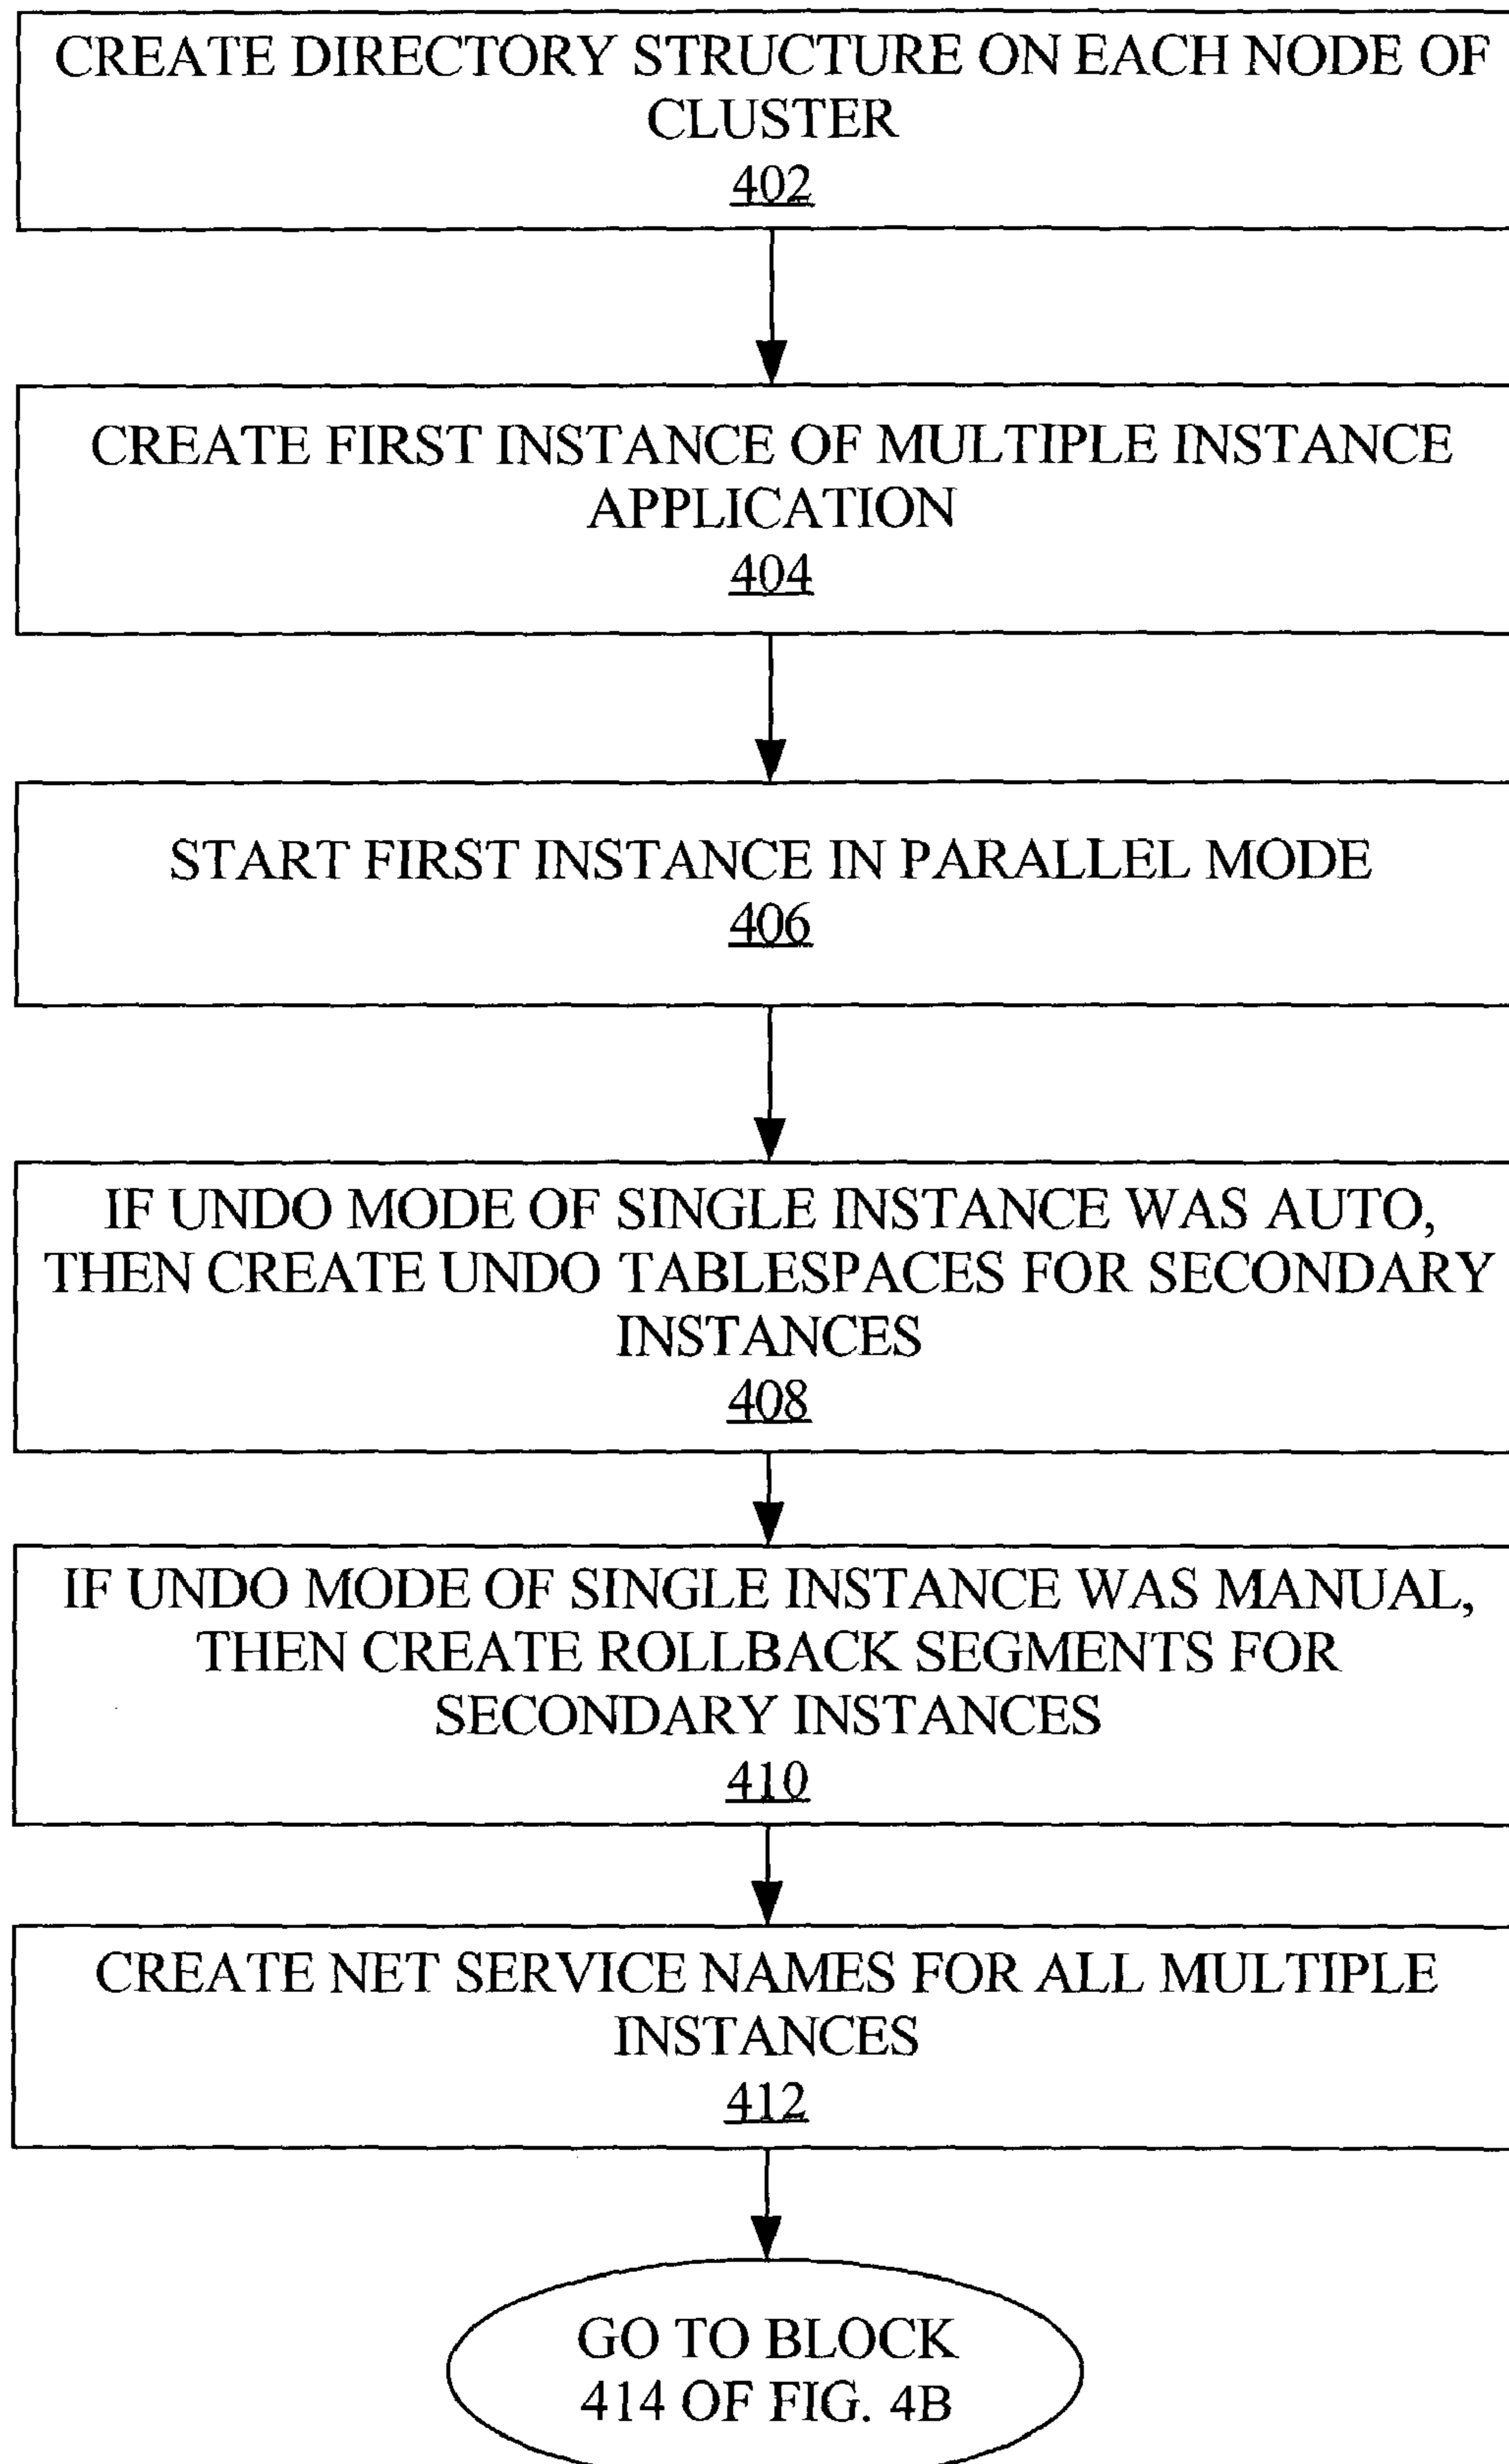 CREATE DIRECTORY STRUCTURE ON EACH NODE OF
CLUSTER
402
CREATE FIRST INSTANCE OF MULTIPLE INSTANCE
APPLICATION
404
START FIRST INSTANCE IN PARALLEL MODE
406
IF UNDO MODE OF SINGLE INSTANCE WAS AUTO,
THEN CREATE UNDO TABLESPACES FOR SECONDARY
INSTANCES
408
IF UNDO MODE OF SINGLE INSTANCE WAS MANUAL,
THEN CREATE ROLLBACK SEGMENTS FOR
SECONDARY INSTANCES
410
CREATE NET SERVICE NAMES FOR ALL MULTIPLE
INSTANCES
412
GO TO BLOCK
414 OF FIG. 4B